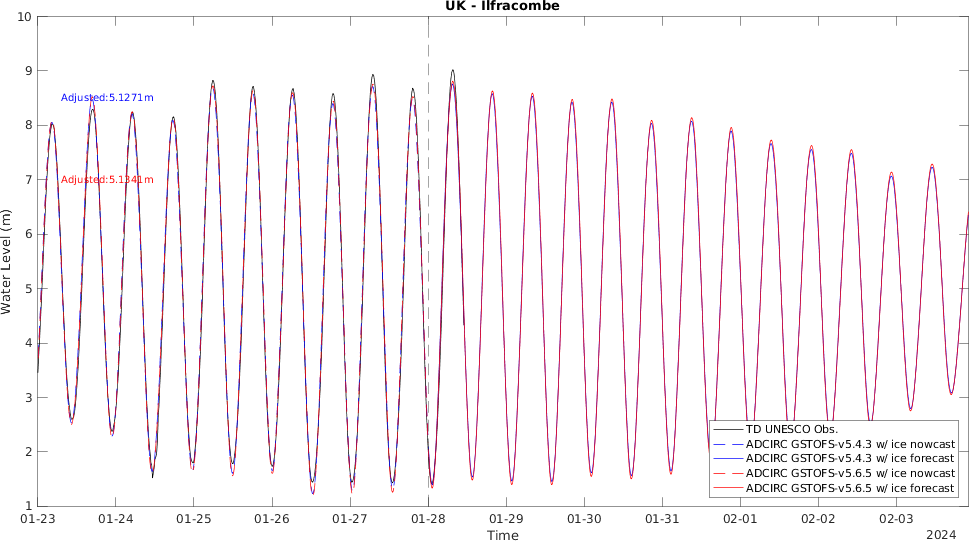 UK - Ilfracombe
10
9
8
7
6
5
4
3
2
1
Water Level (m)
Adjusted:5.1271m
Adjusted:5.1341m
TD UNESCO Obs.
ADCIRC GSTOFS-v5.4.3 w/ ice nowcast
ADCIRC GSTOFS-v5.4.3 w/ ice forecast
ADCIRC GSTOFS-v5.6.5 w/ ice nowcast
ADCIRC GSTOFS-v5.6.5 w/ ice forecast
01-23 01-24 01-25 01-26 01-27 01-28 01-29 01-30 01-31 02-01 02-02 02-03
Time
2024